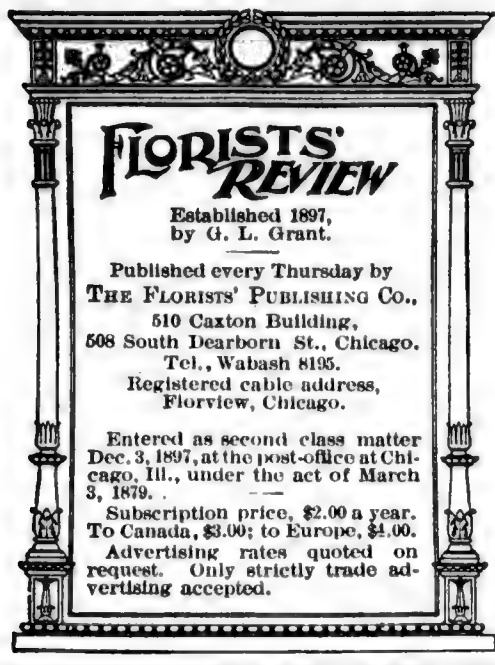 FLORISTS'
REVIEW
Established 1897,
by G. L. Grant.
Published every Thursday by
THE FLORISTS' PUBLISHING CO.,
510 Caxton Building,
508 South Dearborn St., Chicago.
Tel., Wabash 8195.
Registered cable address,
Florview, Chicago.
Entered as second class matter
Dec. 3, 1897, at the post-office at Chi-
cago, Ill., under the act of March
3, 1879.
Subscription price, $2.00 a year.
To Canada, $3.00; to Europe, $4.00.
Advertising rates quoted on
request. Only strictly trade ad-
vertising accepted.